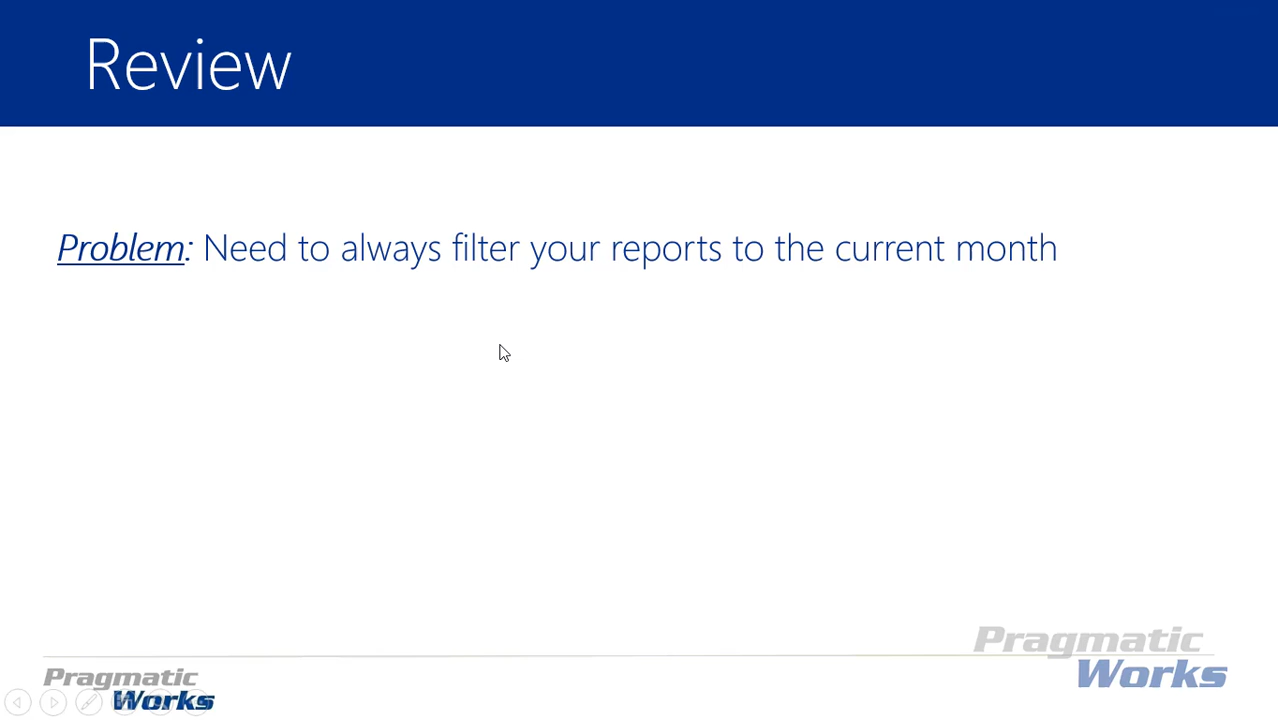 Review
Problem: Need to always filter your reports to the current month
Pragmatic
Works
Pragmatic
Works